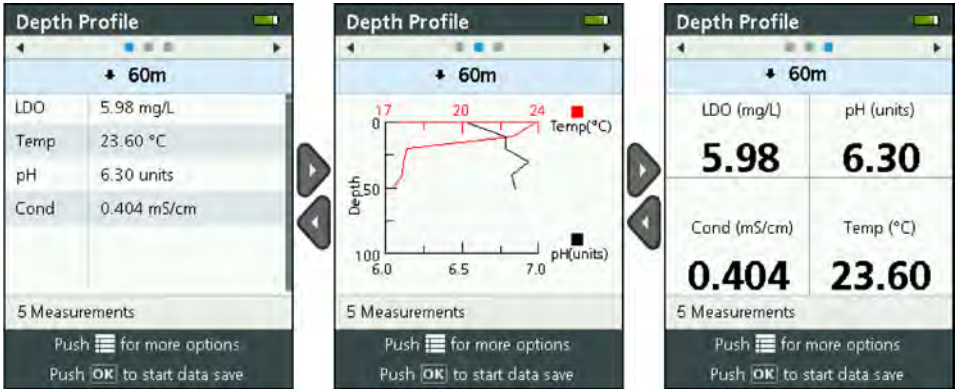 Depth Profile
60m
LDO 5.98 mg/L
Temp 23.60 °C
pH 6.30 units
Cond 0.404 mS/cm
5 Measurements
Push for more options
Push OK to start data save
Depth Profile
60m
17 20 24
Temp(°C)
0
50
100
Depth
pH(units)
6.0 6.5 7.0
5 Measurements
Push for more options
Push OK to start data save
Depth Profile
60m
LDO (mg/L) pH (units)
5.98 6.30
Cond (mS/cm) Temp (°C)
0.404 23.60
5 Measurements
Push for more options
Push OK to start data save